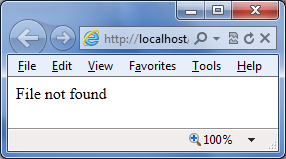 http://localhost/
File Edit View Favorites Tools Help
File not found
100%